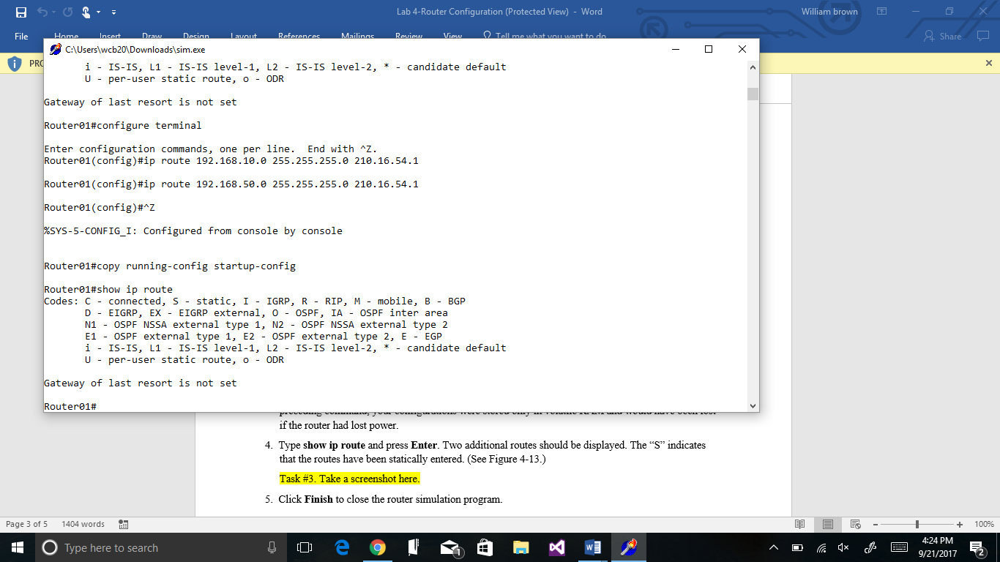 Lab 4-Router Configuration (Protected View) - Word
William brown
File Home Insert Draw Design Layout References Mailings Review View Tell me what you want to do Share
C:\Users\wcb20\Downloads\sim.exe
i - IS-IS, L1 - IS-IS level-1, L2 - IS-IS level-2, * - candidate default
U - per-user static route, o - ODR
Gateway of last resort is not set
Router01#configure terminal
Enter configuration commands, one per line.  End with ^Z.
Router01(config)#ip route 192.168.10.0 255.255.255.0 210.16.54.1
Router01(config)#ip route 192.168.50.0 255.255.255.0 210.16.54.1
Router01(config)#^Z
%SYS-5-CONFIG_I: Configured from console by console
Router01#copy running-config startup-config
Router01#show ip route
Codes: C - connected, S - static, I - IGRP, R - RIP, M - mobile, B - BGP
D - EIGRP, EX - EIGRP external, O - OSPF, IA - OSPF inter area
N1 - OSPF NSSA external type 1, N2 - OSPF NSSA external type 2
E1 - OSPF external type 1, E2 - OSPF external type 2, E - EGP
i - IS-IS, L1 - IS-IS level-1, L2 - IS-IS level-2, * - candidate default
U - per-user static route, o - ODR
Gateway of last resort is not set
Router01#
if the router had lost power.
4. Type show ip route and press Enter. Two additional routes should be displayed. The “S” indicates
that the routes have been statically entered. (See Figure 4-13.)
Task #3. Take a screenshot here.
5. Click Finish to close the router simulation program.
Page 3 of 5 1404 words 100%
Type here to search
1
4:24 PM
9/21/2017
2